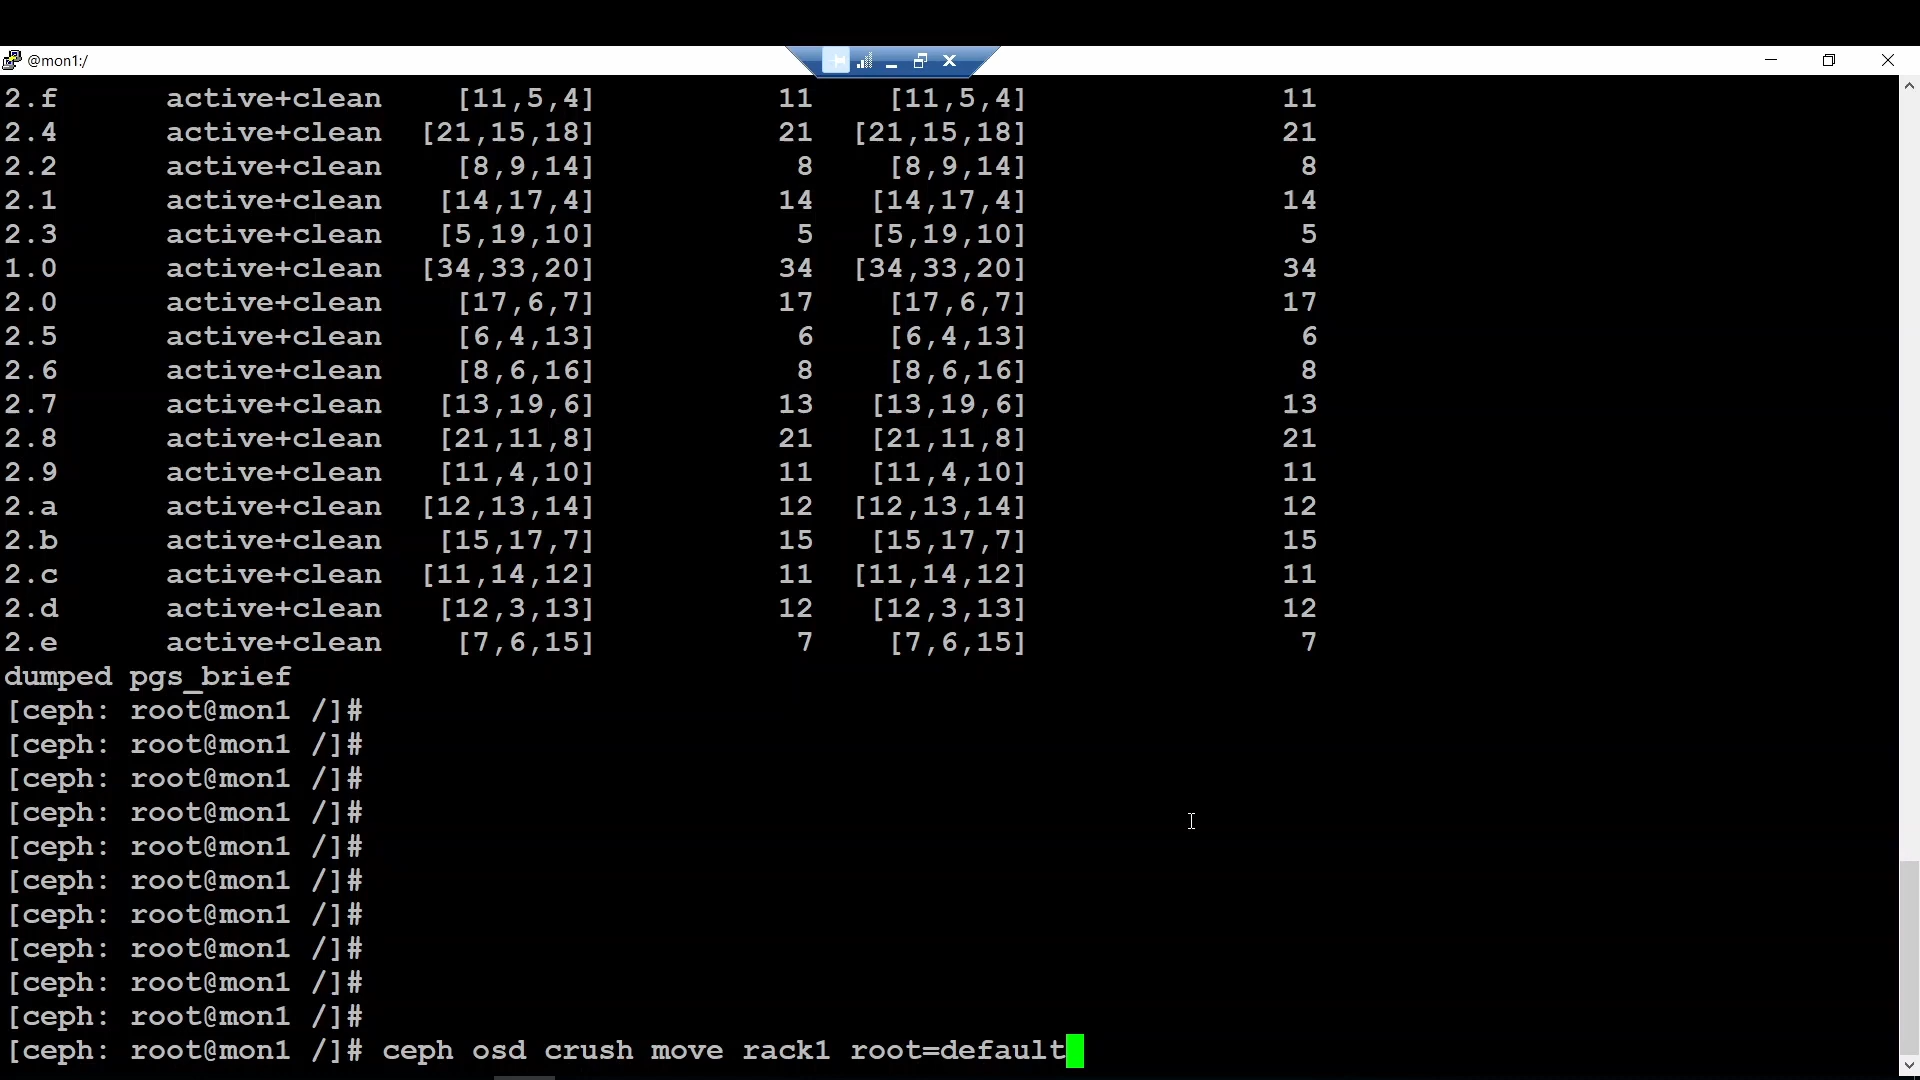 @mon1:/
2.f active+clean [11,5,4] 11 [11,5,4] 11
2.4 active+clean [21,15,18] 21 [21,15,18] 21
2.2 active+clean [8,9,14] 8 [8,9,14] 8
2.1 active+clean [14,17,4] 14 [14,17,4] 14
2.3 active+clean [5,19,10] 5 [5,19,10] 5
1.0 active+clean [34,33,20] 34 [34,33,20] 34
2.0 active+clean [17,6,7] 17 [17,6,7] 17
2.5 active+clean [6,4,13] 6 [6,4,13] 6
2.6 active+clean [8,6,16] 8 [8,6,16] 8
2.7 active+clean [13,19,6] 13 [13,19,6] 13
2.8 active+clean [21,11,8] 21 [21,11,8] 21
2.9 active+clean [11,4,10] 11 [11,4,10] 11
2.a active+clean [12,13,14] 12 [12,13,14] 12
2.b active+clean [15,17,7] 15 [15,17,7] 15
2.c active+clean [11,14,12] 11 [11,14,12] 11
2.d active+clean [12,3,13] 12 [12,3,13] 12
2.e active+clean [7,6,15] 7 [7,6,15] 7
dumped pgs_brief
[ceph: root@mon1 /]#
[ceph: root@mon1 /]#
[ceph: root@mon1 /]#
[ceph: root@mon1 /]#
[ceph: root@mon1 /]#
[ceph: root@mon1 /]#
[ceph: root@mon1 /]#
[ceph: root@mon1 /]#
[ceph: root@mon1 /]#
[ceph: root@mon1 /]#
[ceph: root@mon1 /]# ceph osd crush move rack1 root=default